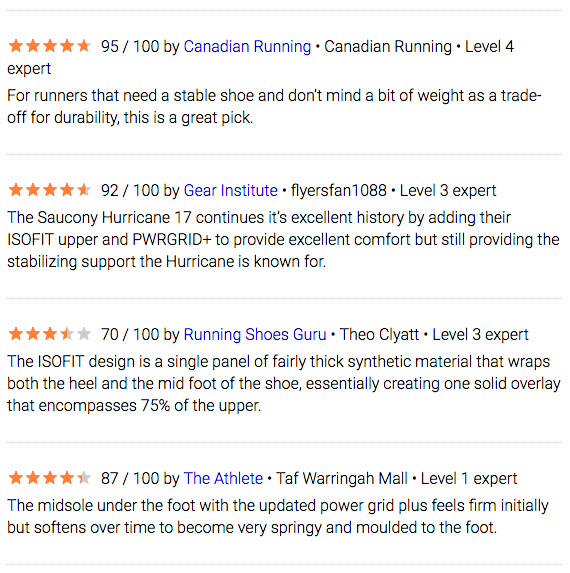 95 / 100 by Canadian Running • Canadian Running • Level 4
expert
For runners that need a stable shoe and don't mind a bit of weight as a trade-
off for durability, this is a great pick.
92 / 100 by Gear Institute • flyersfan1088 • Level 3 expert
The Saucony Hurricane 17 continues it's excellent history by adding their
ISOFIT upper and PWRGRID+ to provide excellent comfort but still providing the
stabilizing support the Hurricane is known for.
70 / 100 by Running Shoes Guru • Theo Clyatt • Level 3 expert
The ISOFIT design is a single panel of fairly thick synthetic material that wraps
both the heel and the mid foot of the shoe, essentially creating one solid overlay
that encompasses 75% of the upper.
87 / 100 by The Athlete • Taf Warringah Mall • Level 1 expert
The midsole under the foot with the updated power grid plus feels firm initially
but softens over time to become very springy and moulded to the foot.